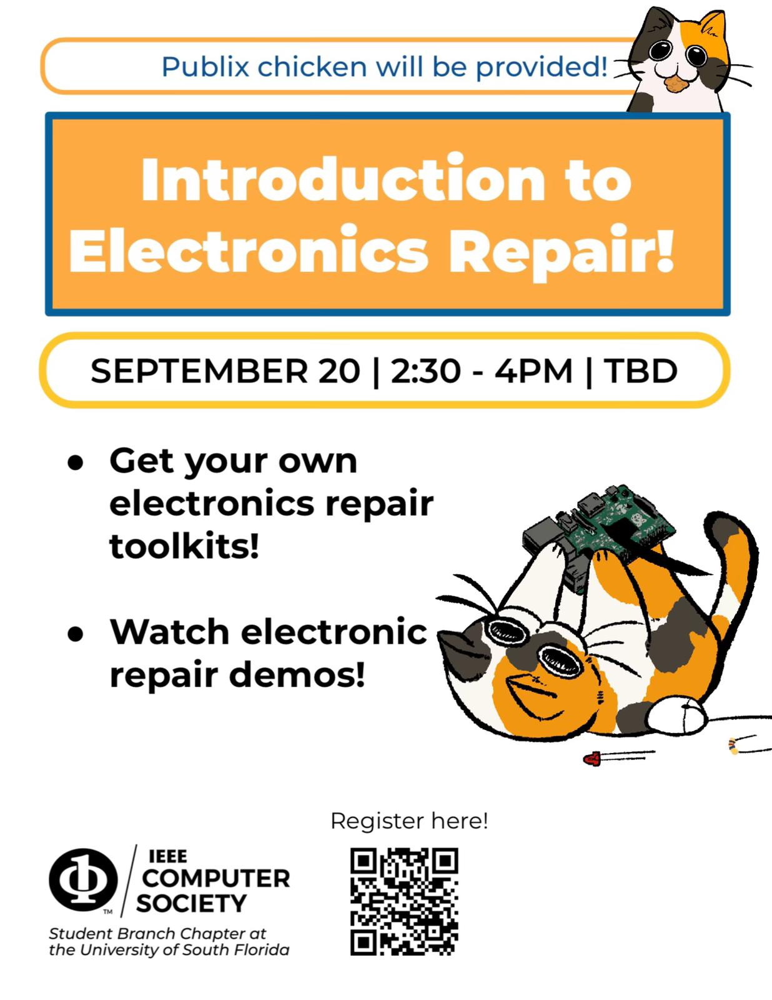 Publix chicken will be provided!
Introduction to
Electronics Repair!
SEPTEMBER 20 | 2:30 - 4PM | TBD
● Get your own
electronics repair
toolkits!
● Watch electronic
repair demos!
Register here!
IEEE
COMPUTER
SOCIETY
TM
Student Branch Chapter at
the University of South Florida